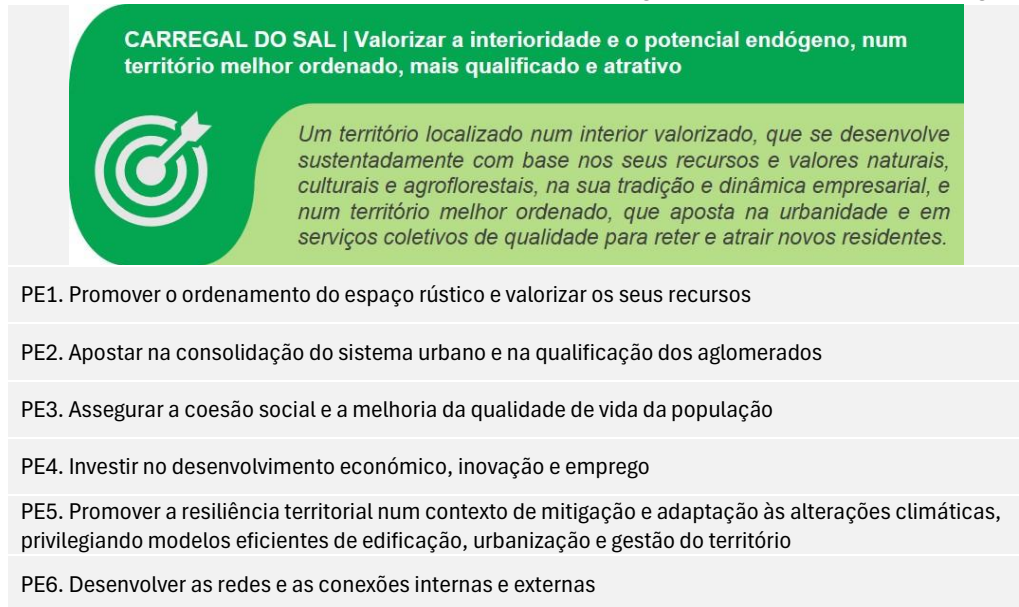 CARREGAL DO SAL | Valorizar a interioridade e o potencial endógeno, num
território melhor ordenado, mais qualificado e atrativo
Um território localizado num interior valorizado, que se desenvolve
sustentadamente com base nos seus recursos e valores naturais,
culturais e agroflorestais, na sua tradição e dinâmica empresarial, e
num território melhor ordenado, que aposta na urbanidade e em
serviços coletivos de qualidade para reter e atrair novos residentes.
PE1. Promover o ordenamento do espaço rústico e valorizar os seus recursos
PE2. Apostar na consolidação do sistema urbano e na qualificação dos aglomerados
PE3. Assegurar a coesão social e a melhoria da qualidade de vida da população
PE4. Investir no desenvolvimento económico, inovação e emprego
PE5. Promover a resiliência territorial num contexto de mitigação e adaptação às alterações climáticas,
privilegiando modelos eficientes de edificação, urbanização e gestão do território
PE6. Desenvolver as redes e as conexões internas e externas